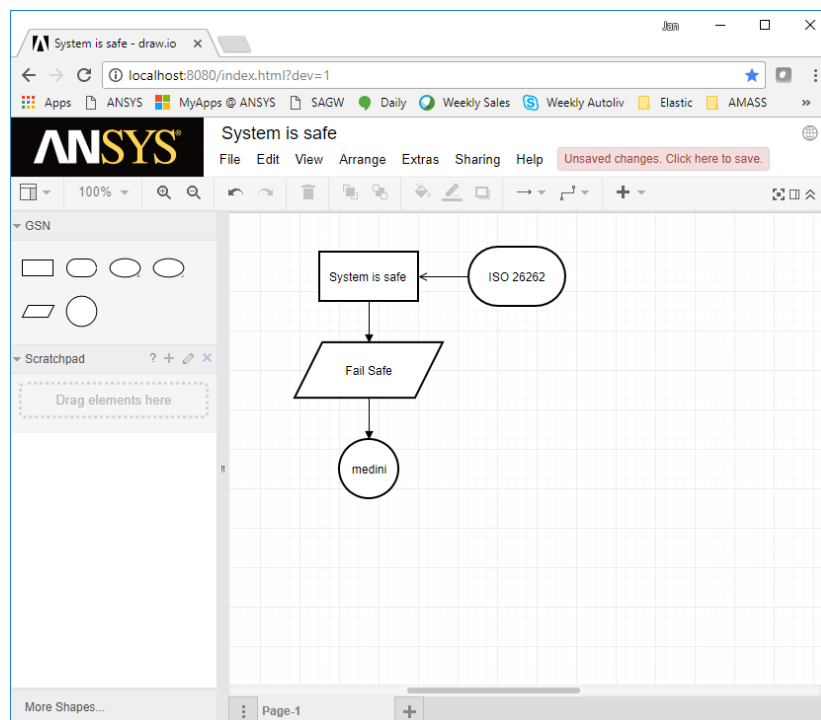 Jan
System is safe - draw.io
localhost:8080/index.html?dev=1
Apps ANSYS MyApps @ ANSYS SAGW Daily Weekly Sales Weekly Autoliv Elastic AMASS »
ANSYS®
System is safe
File Edit View Arrange Extras Sharing Help Unsaved changes. Click here to save.
100%
GSN
System is safe ISO 26262
Scratchpad ?
Fail Safe
Drag elements here
medini
More Shapes...
Page-1